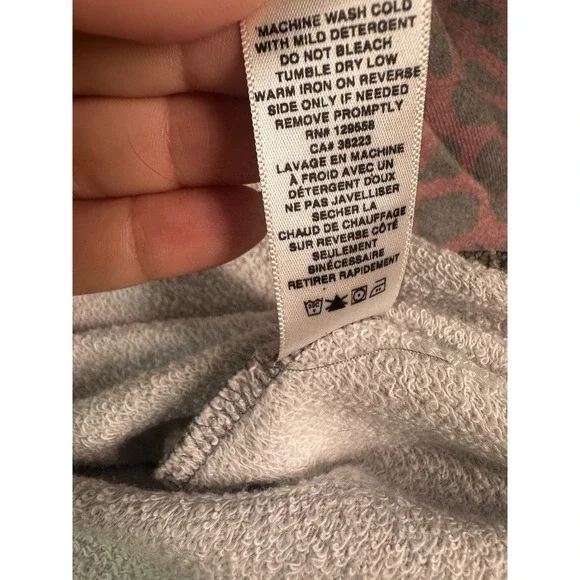 MACHINE WASH COLD
WITH MILD DETERGENT
DO NOT BLEACH
TUMBLE DRY LOW
WARM IRON ON REVERSE
SIDE ONLY IF NEEDED
REMOVE PROMPTLY
RN# 129658
CA# 38223
LAVAGE EN MACHINE
À FROID AVEC UN
DÉTERGENT DOUX
NE PAS JAVELLISER
SECHER LA
CHAUD DE CHAUFFAGE
SUR REVERSE CÔTÉ
SEULEMENT
SINÉCESSAIRE
RETIRER RAPIDEMENT